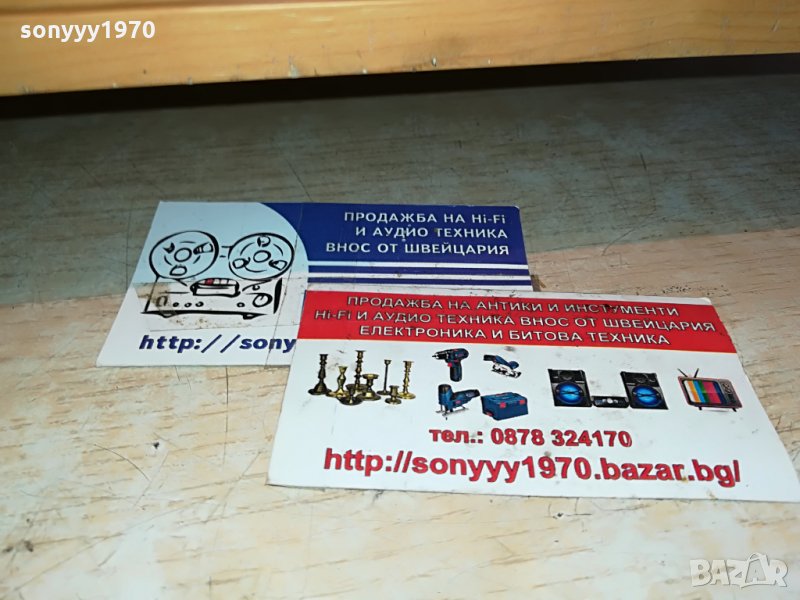 sonyyy1970
ПРОДАЖБА НА Hi-Fi
И АУДИО ТЕХНИКА
ВНОС ОТ ШВЕЙЦАРИЯ
http://sony
ПРОДАЖБА НА АНТИКИ И ИНСТУМЕНТИ
Hi-Fi И АУДИО ТЕХНИКА ВНОС ОТ ШВЕЙЦАРИЯ
ЕЛЕКТРОНИКА И БИТОВА ТЕХНИКА
тел.: 0878 324170
http://sonyyy1970.bazar.bg/
BAZAR